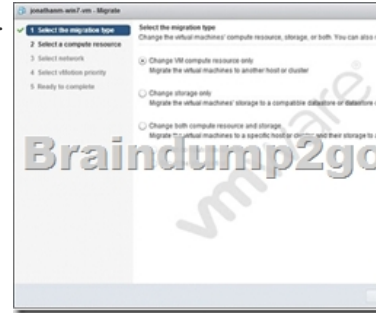 jonathanm-wm7.vm - Migrate
1 Select the migration type
2 Select a compute resource
3 Select network
4 Select vMotion priority
5 Ready to complete
Select the migration type
Change the virtual machines' compute resource, storage, or both. You can also
Change VM compute resource only
Migrate the virtual machines to another host or cluster
Change storage only
Migrate the virtual machines' storage to a compatible datastore or datastore
Change both compute resource and storage
Migrate the virtual machines to a specific host or cluster and their storage to a
Braindump2go
vmware